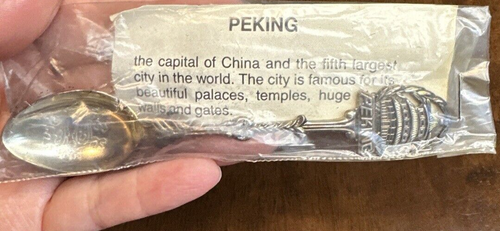 PEKING
the capital of China and the fifth largest
city in the world. The city is famous for its
beautiful palaces, temples, huge
walls and gates.
PEKING